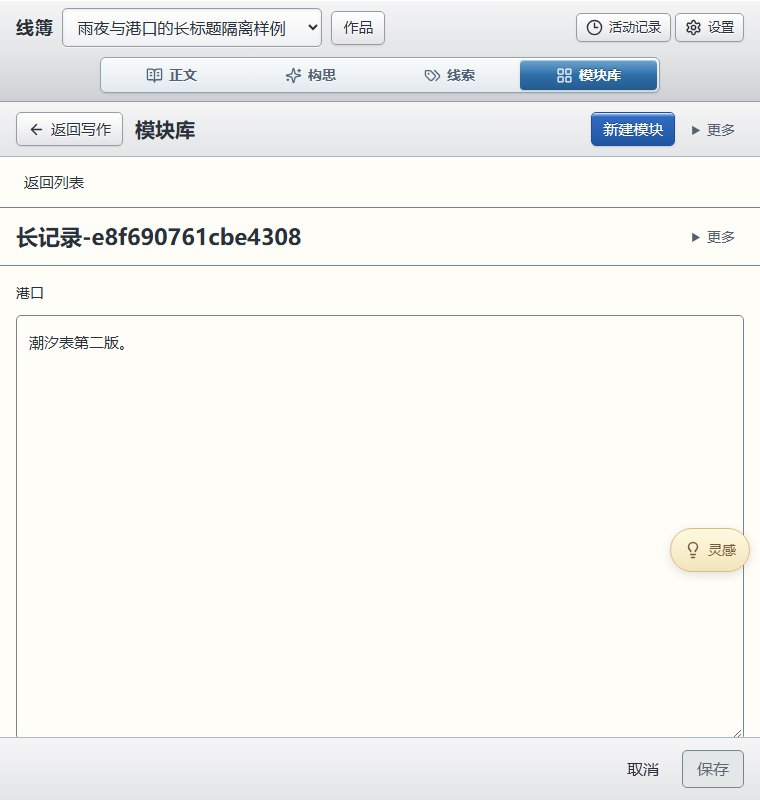 线簿 雨夜与港口的长标题隔离样例 作品 活动记录 设置
正文 构思 线索 模块库
返回写作 模块库 新建模块 更多
返回列表
长记录-e8f690761cbe4308 更多
港口
潮汐表第二版。
灵感
取消 保存